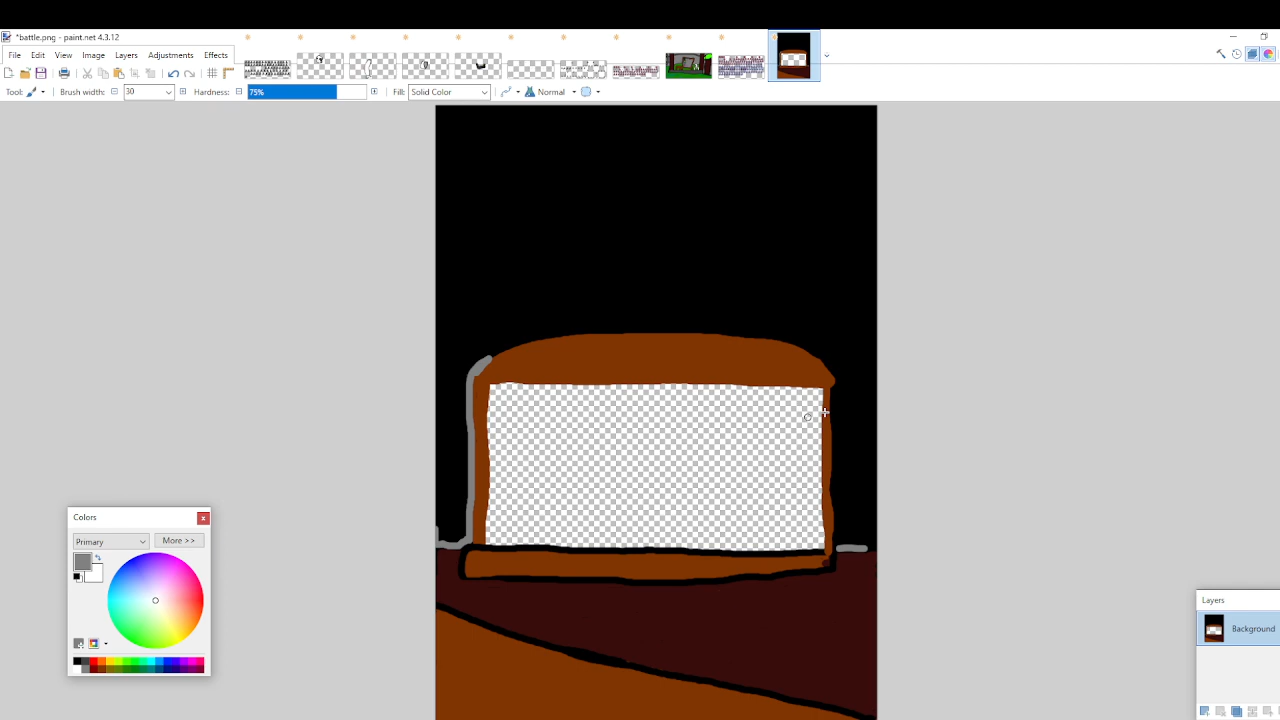 *battle.png - paint.net 4.3.12
File Edit View Image Layers Adjustments Effects
Tool: Brush width: 30 Hardness: 75% Fill: Solid Color Normal
Colors
Primary More >>
Layers
Background